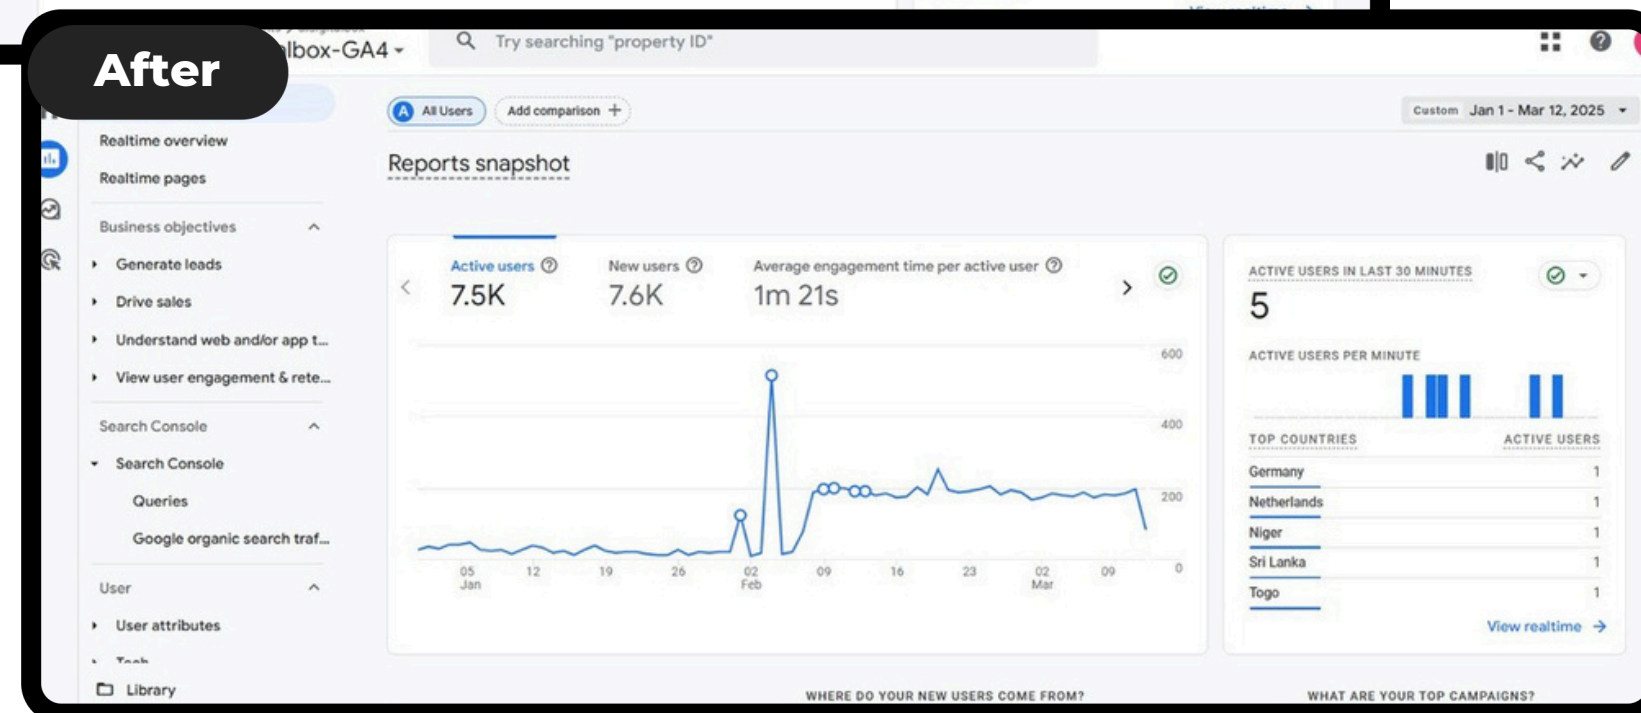 After
lbox-GA4
Try searching "property ID"
All Users
Add comparison +
Custom Jan 1 - Mar 12, 2025
Realtime overview
Realtime pages
Business objectives
Generate leads
Drive sales
Understand web and/or app t...
View user engagement & rete...
Search Console
Search Console
Queries
Google organic search traf...
User
User attributes
Tech
Library
Reports snapshot
Active users New users Average engagement time per active user
7.5K 7.6K 1m 21s
600
400
200
0
05 12 19 26 02 09 16 23 02 09
Jan Feb Mar
ACTIVE USERS IN LAST 30 MINUTES
5
ACTIVE USERS PER MINUTE
TOP COUNTRIES ACTIVE USERS
Germany 1
Netherlands 1
Niger 1
Sri Lanka 1
Togo 1
View realtime
WHERE DO YOUR NEW USERS COME FROM?
WHAT ARE YOUR TOP CAMPAIGNS?